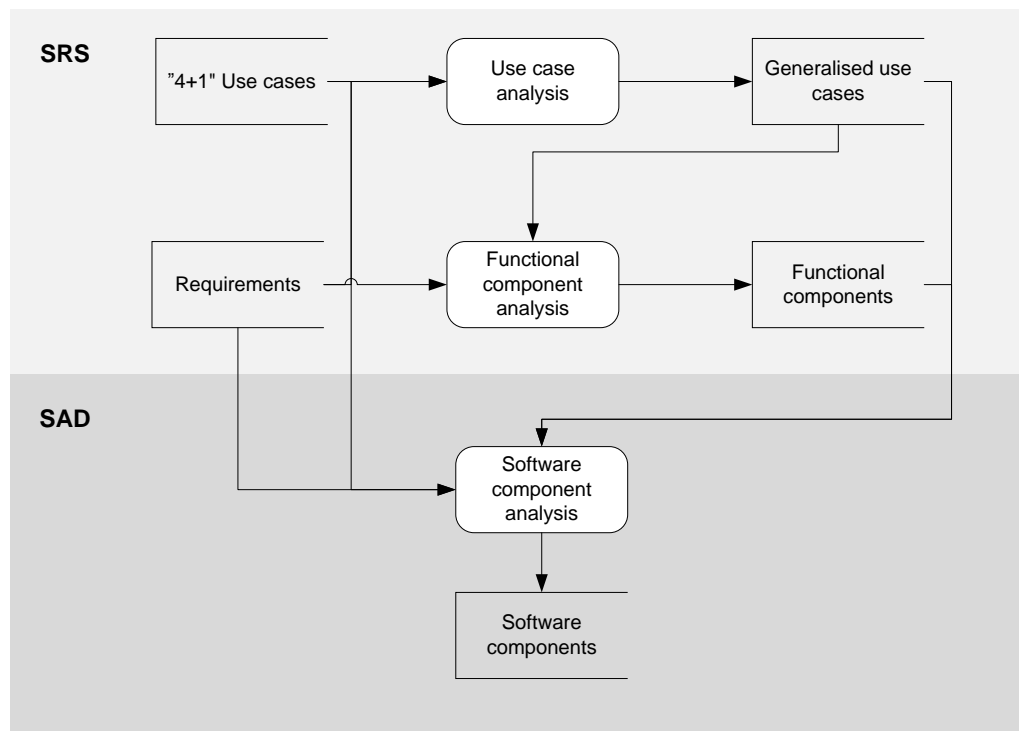 SRS
”4+1" Use cases
Use case
analysis
Generalised use
cases
Requirements
Functional
component
analysis
Functional
components
SAD
Software
component
analysis
Software
components